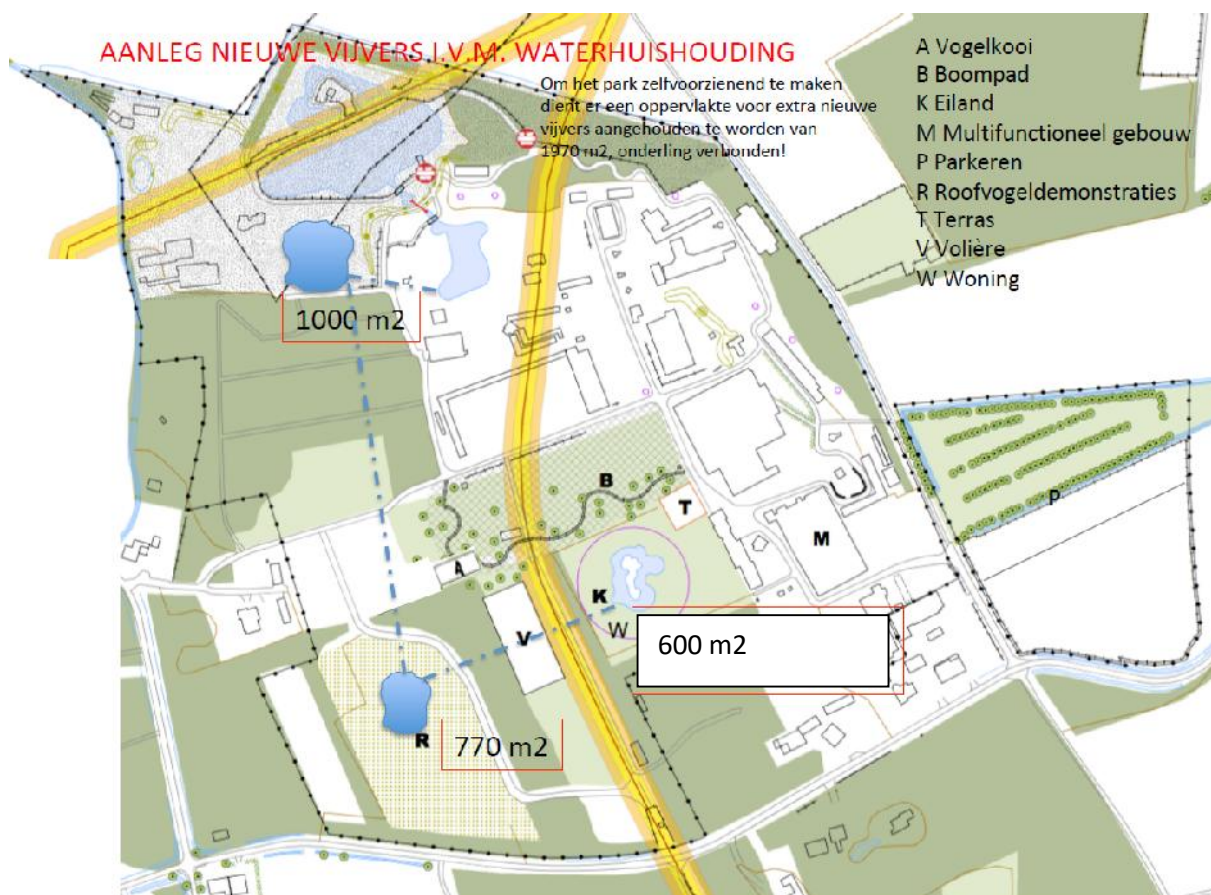 AANLEG NIEUWE VIJVERS I.V.M. WATERHUISHOUDING
Om het park zelfvoorzienend te maken
dient er een oppervlakte voor extra nieuwe
vijvers aangehouden te worden van
1970 m2, onderling verbonden!
A Vogelkooi
B Boompad
K Eiland
M Multifunctioneel gebouw
P Parkeren
R Roofvogeldemonstraties
T Terras
V Volière
W Woning
1000 m2
B
T
P
M
A
K
V
W
600 m2
R
770 m2